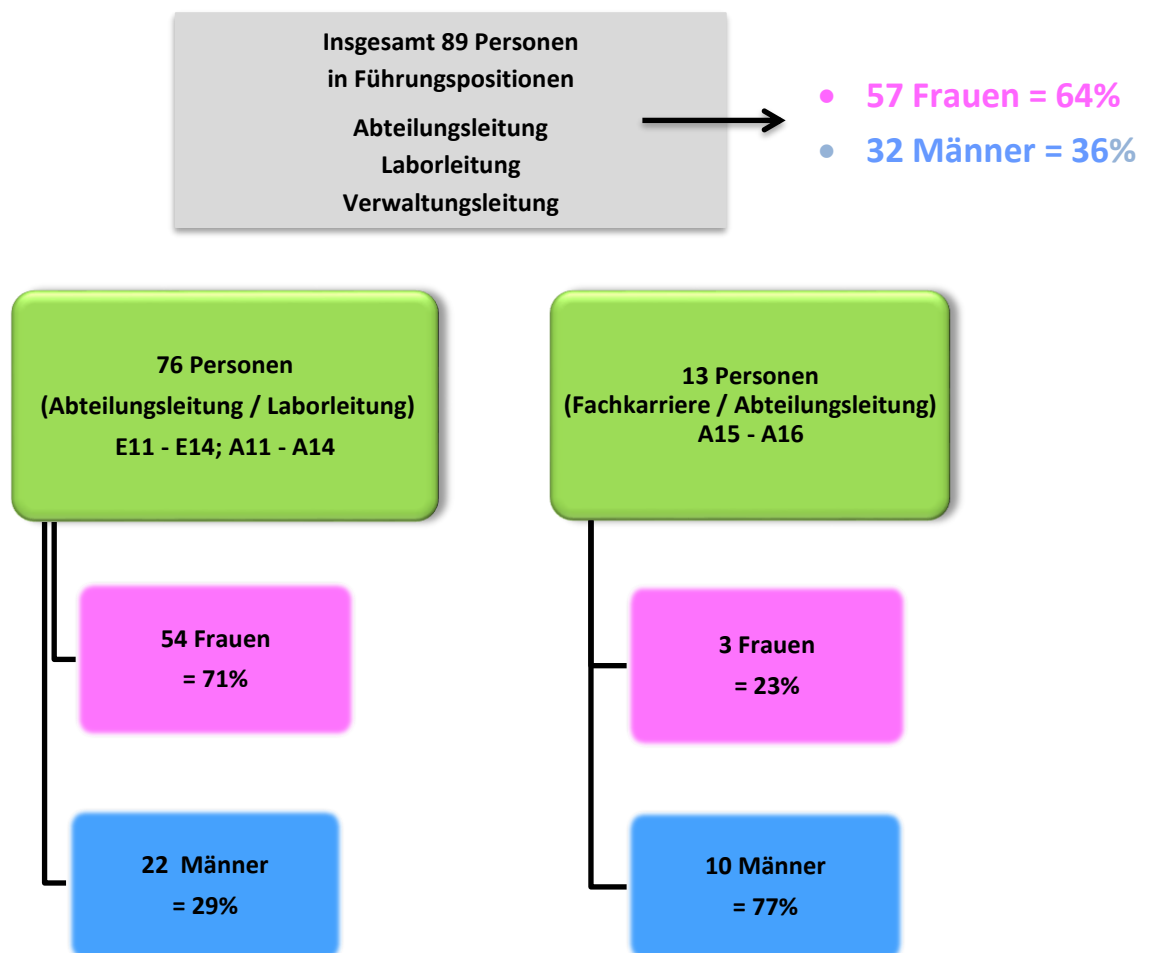 Insgesamt 89 Personen
in Führungspositionen
Abteilungsleitung
Laborleitung
Verwaltungsleitung
• 57 Frauen = 64%
• 32 Männer = 36%
76 Personen
(Abteilungsleitung / Laborleitung)
E11 - E14; A11 - A14
13 Personen
(Fachkarriere / Abteilungsleitung)
A15 - A16
54 Frauen
= 71%
3 Frauen
= 23%
22  Männer
= 29%
10 Männer
= 77%